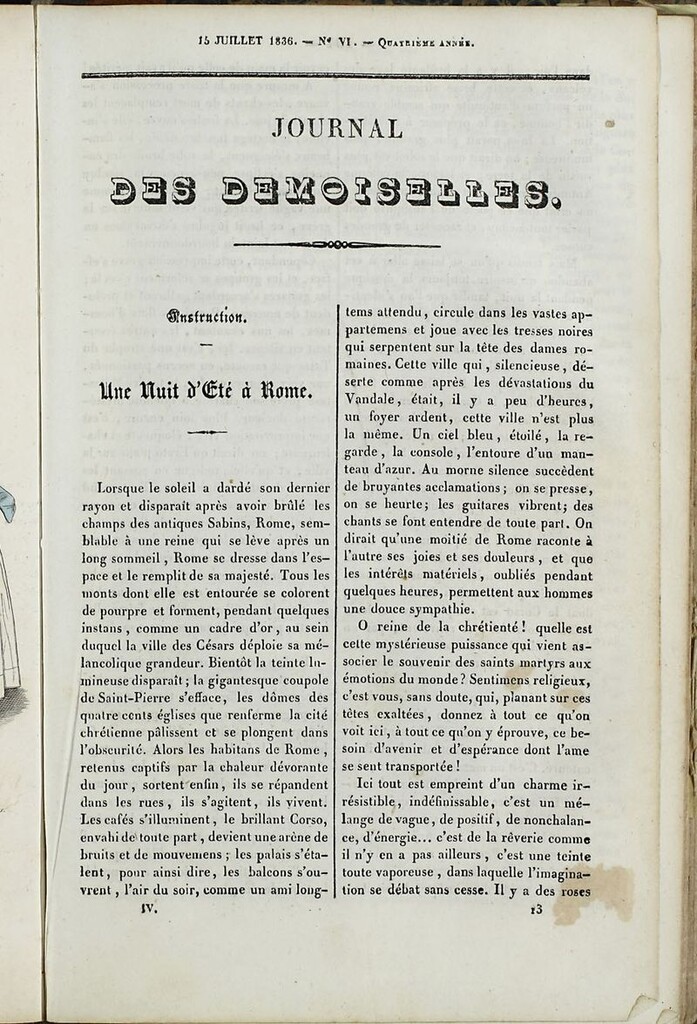 15 JUILLET 1836. — Nº VI. — QUATRIÈME ANNÉE.
JOURNAL
DES DEMOISELLES.
Instruction.
Une Nuit d'Eté à Rome.
Lorsque le soleil a dardé son dernier
rayon et disparaît après avoir brûlé les
champs des antiques Sabins, Rome, sem-
blable à une reine qui se lève après un
long sommeil, Rome se dresse dans l'es-
pace et le remplit de sa majesté. Tous les
monts dont elle est entourée se colorent
de pourpre et forment, pendant quelques
instans, comme un cadre d'or, au sein
duquel la ville des Césars déploie sa mé-
lancolique grandeur. Bientôt la teinte lu-
mineuse disparaît; la gigantesque coupole
de Saint-Pierre s'efface, les dômes des
quatre cents églises que renferme la cité
chrétienne pâlissent et se plongent dans
l'obscurité. Alors les habitans de Rome,
retenus captifs par la chaleur dévorante
du jour, sortent enfin, ils se répandent
dans les rues, ils s'agitent, ils vivent.
Les cafés s'illuminent, le brillant Corso,
envahi de toute part, devient une arène de
bruits et de mouvemens; les palais s'éta-
lent, pour ainsi dire, les balcons s'ou-
vrent, l'air du soir, comme un ami long-
IV.
tems attendu, circule dans les vastes ap-
partemens et joue avec les tresses noires
qui serpentent sur la tête des dames ro-
maines. Cette ville qui, silencieuse, dé-
serte comme après les dévastations du
Vandale, était, il y a peu d'heures,
un foyer ardent, cette ville n'est plus
la même. Un ciel bleu, étoilé, la re-
garde, la console, l'entoure d'un man-
teau d'azur. Au morne silence succèdent
de bruyantes acclamations; on se presse,
on se heurte; les guitares vibrent; des
chants se font entendre de toute part. On
dirait qu'une moitié de Rome raconte à
l'autre ses joies et ses douleurs, et que
les intérêts matériels, oubliés pendant
quelques heures, permettent aux hommes
une douce sympathie.
O reine de la chrétienté! quelle est
cette mystérieuse puissance qui vient as-
socier le souvenir des saints martyrs aux
émotions du monde? Sentimens religieux,
c'est vous, sans doute, qui, planant sur ces
têtes exaltées, donnez à tout ce qu'on
voit ici, à tout ce qu'on y éprouve, ce be-
soin d'avenir et d'espérance dont l'ame
se sent transportée!
Ici tout est empreint d'un charme ir-
résistible, indéfinissable, c'est un mé-
lange de vague, de positif, de nonchalan-
ce, d'énergie... c'est de la rêverie comme
il n'y en a pas ailleurs, c'est une teinte
toute vaporeuse, dans laquelle l'imagina-
tion se débat sans cesse. Il y a des roses
13